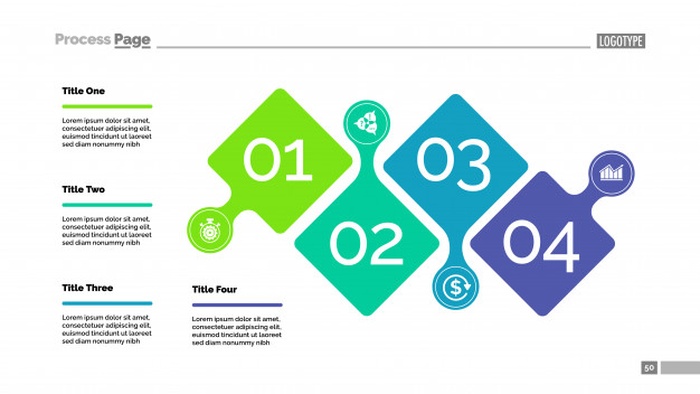 Process Page
LOGOTYPE
Title One
Lorem ipsum dolor sit amet,
consectetuer adipiscing elit,
euismod tincidunt ut laoreet
sed diam nonummy nibh
Title Two
Lorem ipsum dolor sit amet,
consectetuer adipiscing elit,
euismod tincidunt ut laoreet
sed diam nonummy nibh
Title Three
Lorem ipsum dolor sit amet,
consectetuer adipiscing elit,
euismod tincidunt ut laoreet
sed diam nonummy nibh
Title Four
Lorem ipsum dolor sit amet,
consectetuer adipiscing elit,
euismod tincidunt ut laoreet
sed diam nonummy nibh
01
02
03
04
$
50